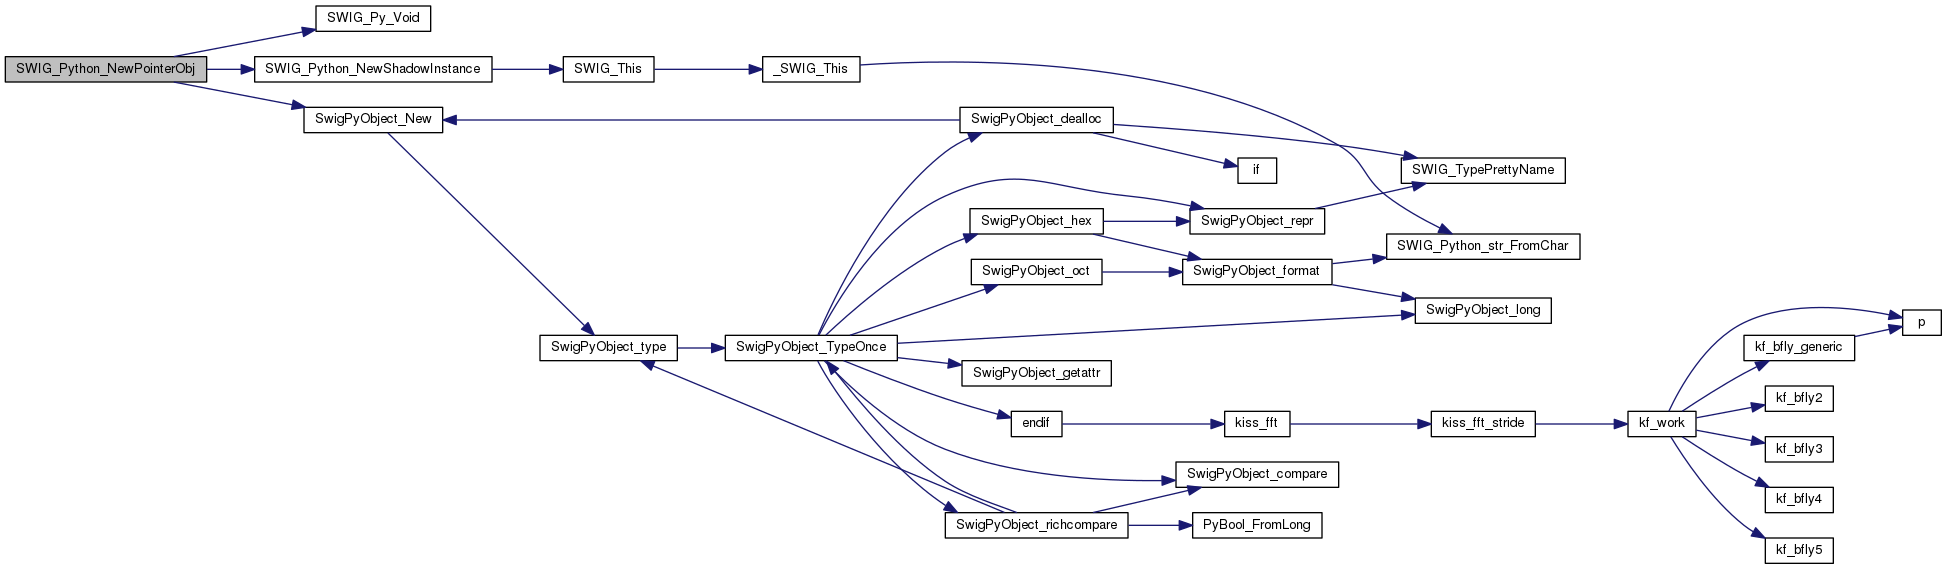 SWIG_Py_Void
SWIG_Python_NewPointerObj
SWIG_Python_NewShadowInstance
SWIG_This
_SWIG_This
SwigPyObject_New
SwigPyObject_dealloc
if
SWIG_TypePrettyName
SwigPyObject_hex
SwigPyObject_repr
SWIG_Python_str_FromChar
SwigPyObject_oct
SwigPyObject_format
SwigPyObject_long
p
SwigPyObject_type
SwigPyObject_TypeOnce
kf_bfly_generic
SwigPyObject_getattr
kf_bfly2
endif
kiss_fft
kiss_fft_stride
kf_work
kf_bfly3
SwigPyObject_compare
kf_bfly4
SwigPyObject_richcompare
PyBool_FromLong
kf_bfly5